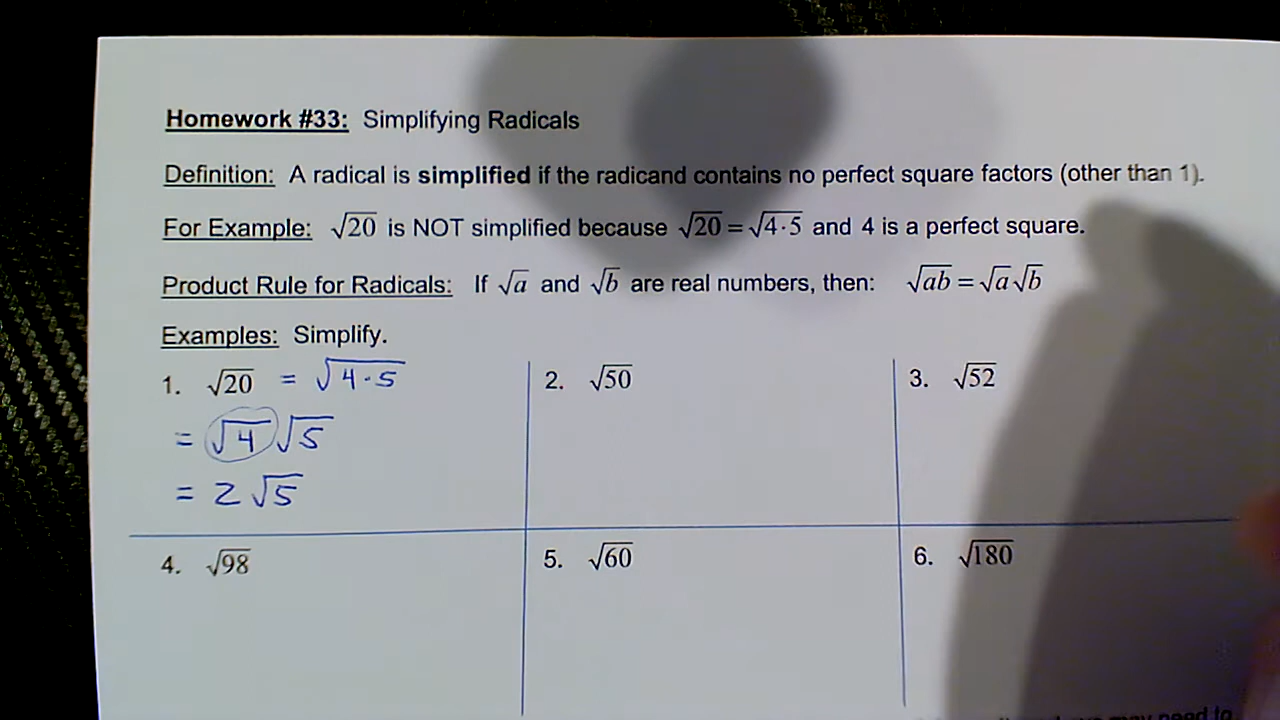 Homework #33: Simplifying Radicals
Definition: A radical is simplified if the radicand contains no perfect square factors (other than 1).
For Example: √20 is NOT simplified because √20 = √4·5 and 4 is a perfect square.
Product Rule for Radicals: If √a and √b are real numbers, then: √ab = √a√b
Examples: Simplify.
1. √20 = √4·5
= √4 √5
= 2√5
2. √50
3. √52
4. √98
5. √60
6. √180
may need to